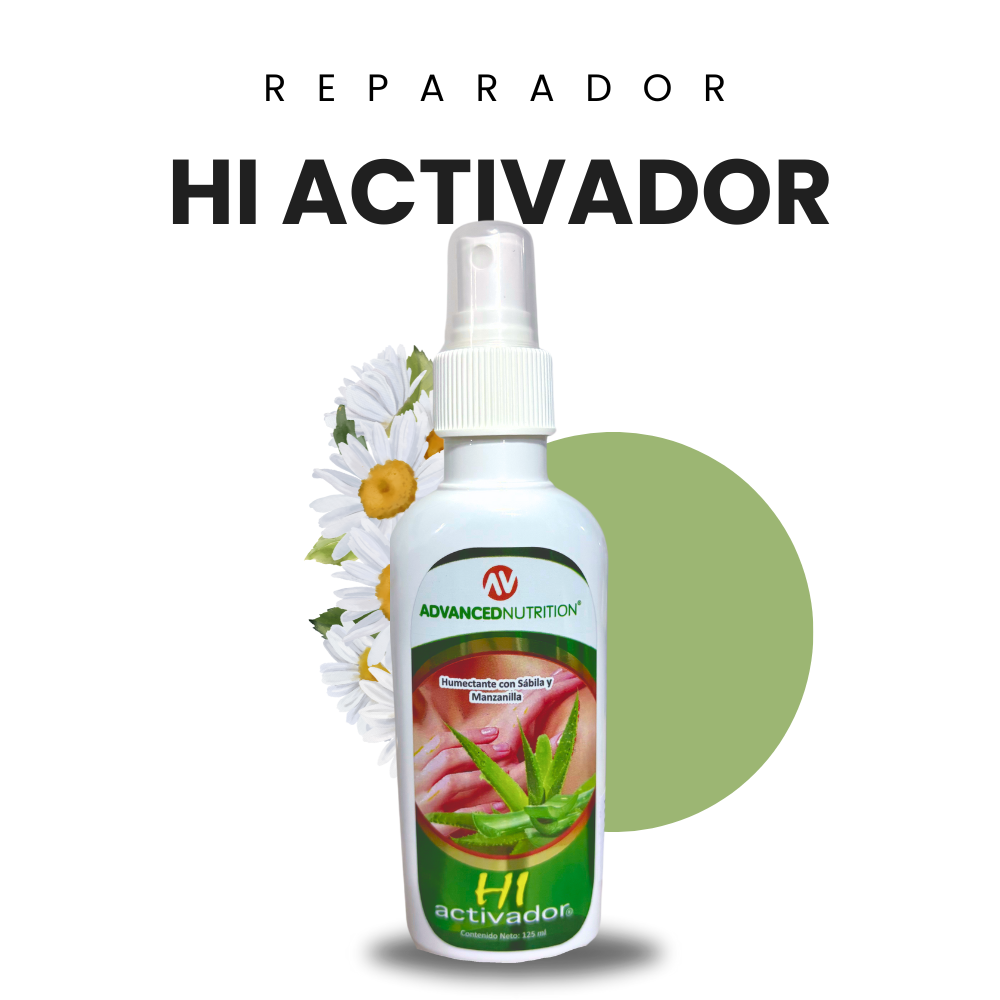 REPARADOR
HI ACTIVADOR
ADVANCEDNUTRITION®
Humectante con Sábila y
Manzanilla
HI
activador®
Contenido Neto: 125 ml